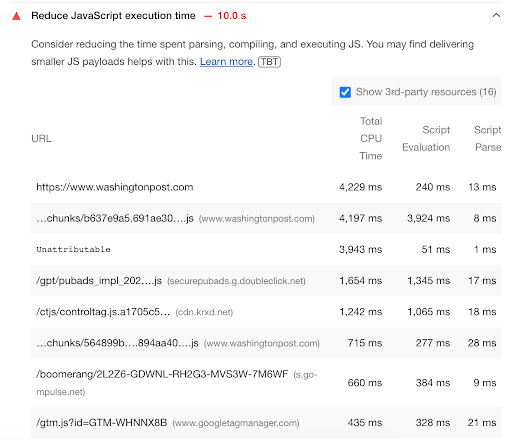 Reduce JavaScript execution time — 10.0 s
Consider reducing the time spent parsing, compiling, and executing JS. You may find delivering
smaller JS payloads helps with this. Learn more. TBT
Show 3rd-party resources (16)
URL Total CPU Time Script Evaluation Script Parse
https://www.washingtonpost.com 4,229 ms 240 ms 13 ms
…chunks/b637e9a5.691ae30….js (www.washingtonpost.com) 4,197 ms 3,924 ms 8 ms
Unattributable 3,943 ms 51 ms 1 ms
/gpt/pubads_impl_202….js (securepubads.g.doubleclick.net) 1,654 ms 1,345 ms 17 ms
/ctjs/controltag.js.a1705c5… (cdn.krxd.net) 1,242 ms 1,065 ms 18 ms
…chunks/564899b….894aa40….js (www.washingtonpost.com) 715 ms 277 ms 28 ms
/boomerang/2L2Z6-GDWNL-RH2G3-MVS3W-7M6WF (s.go-
mpulse.net) 660 ms 384 ms 9 ms
/gtm.js?id=GTM-WHNNX8B (www.googletagmanager.com) 435 ms 328 ms 21 ms